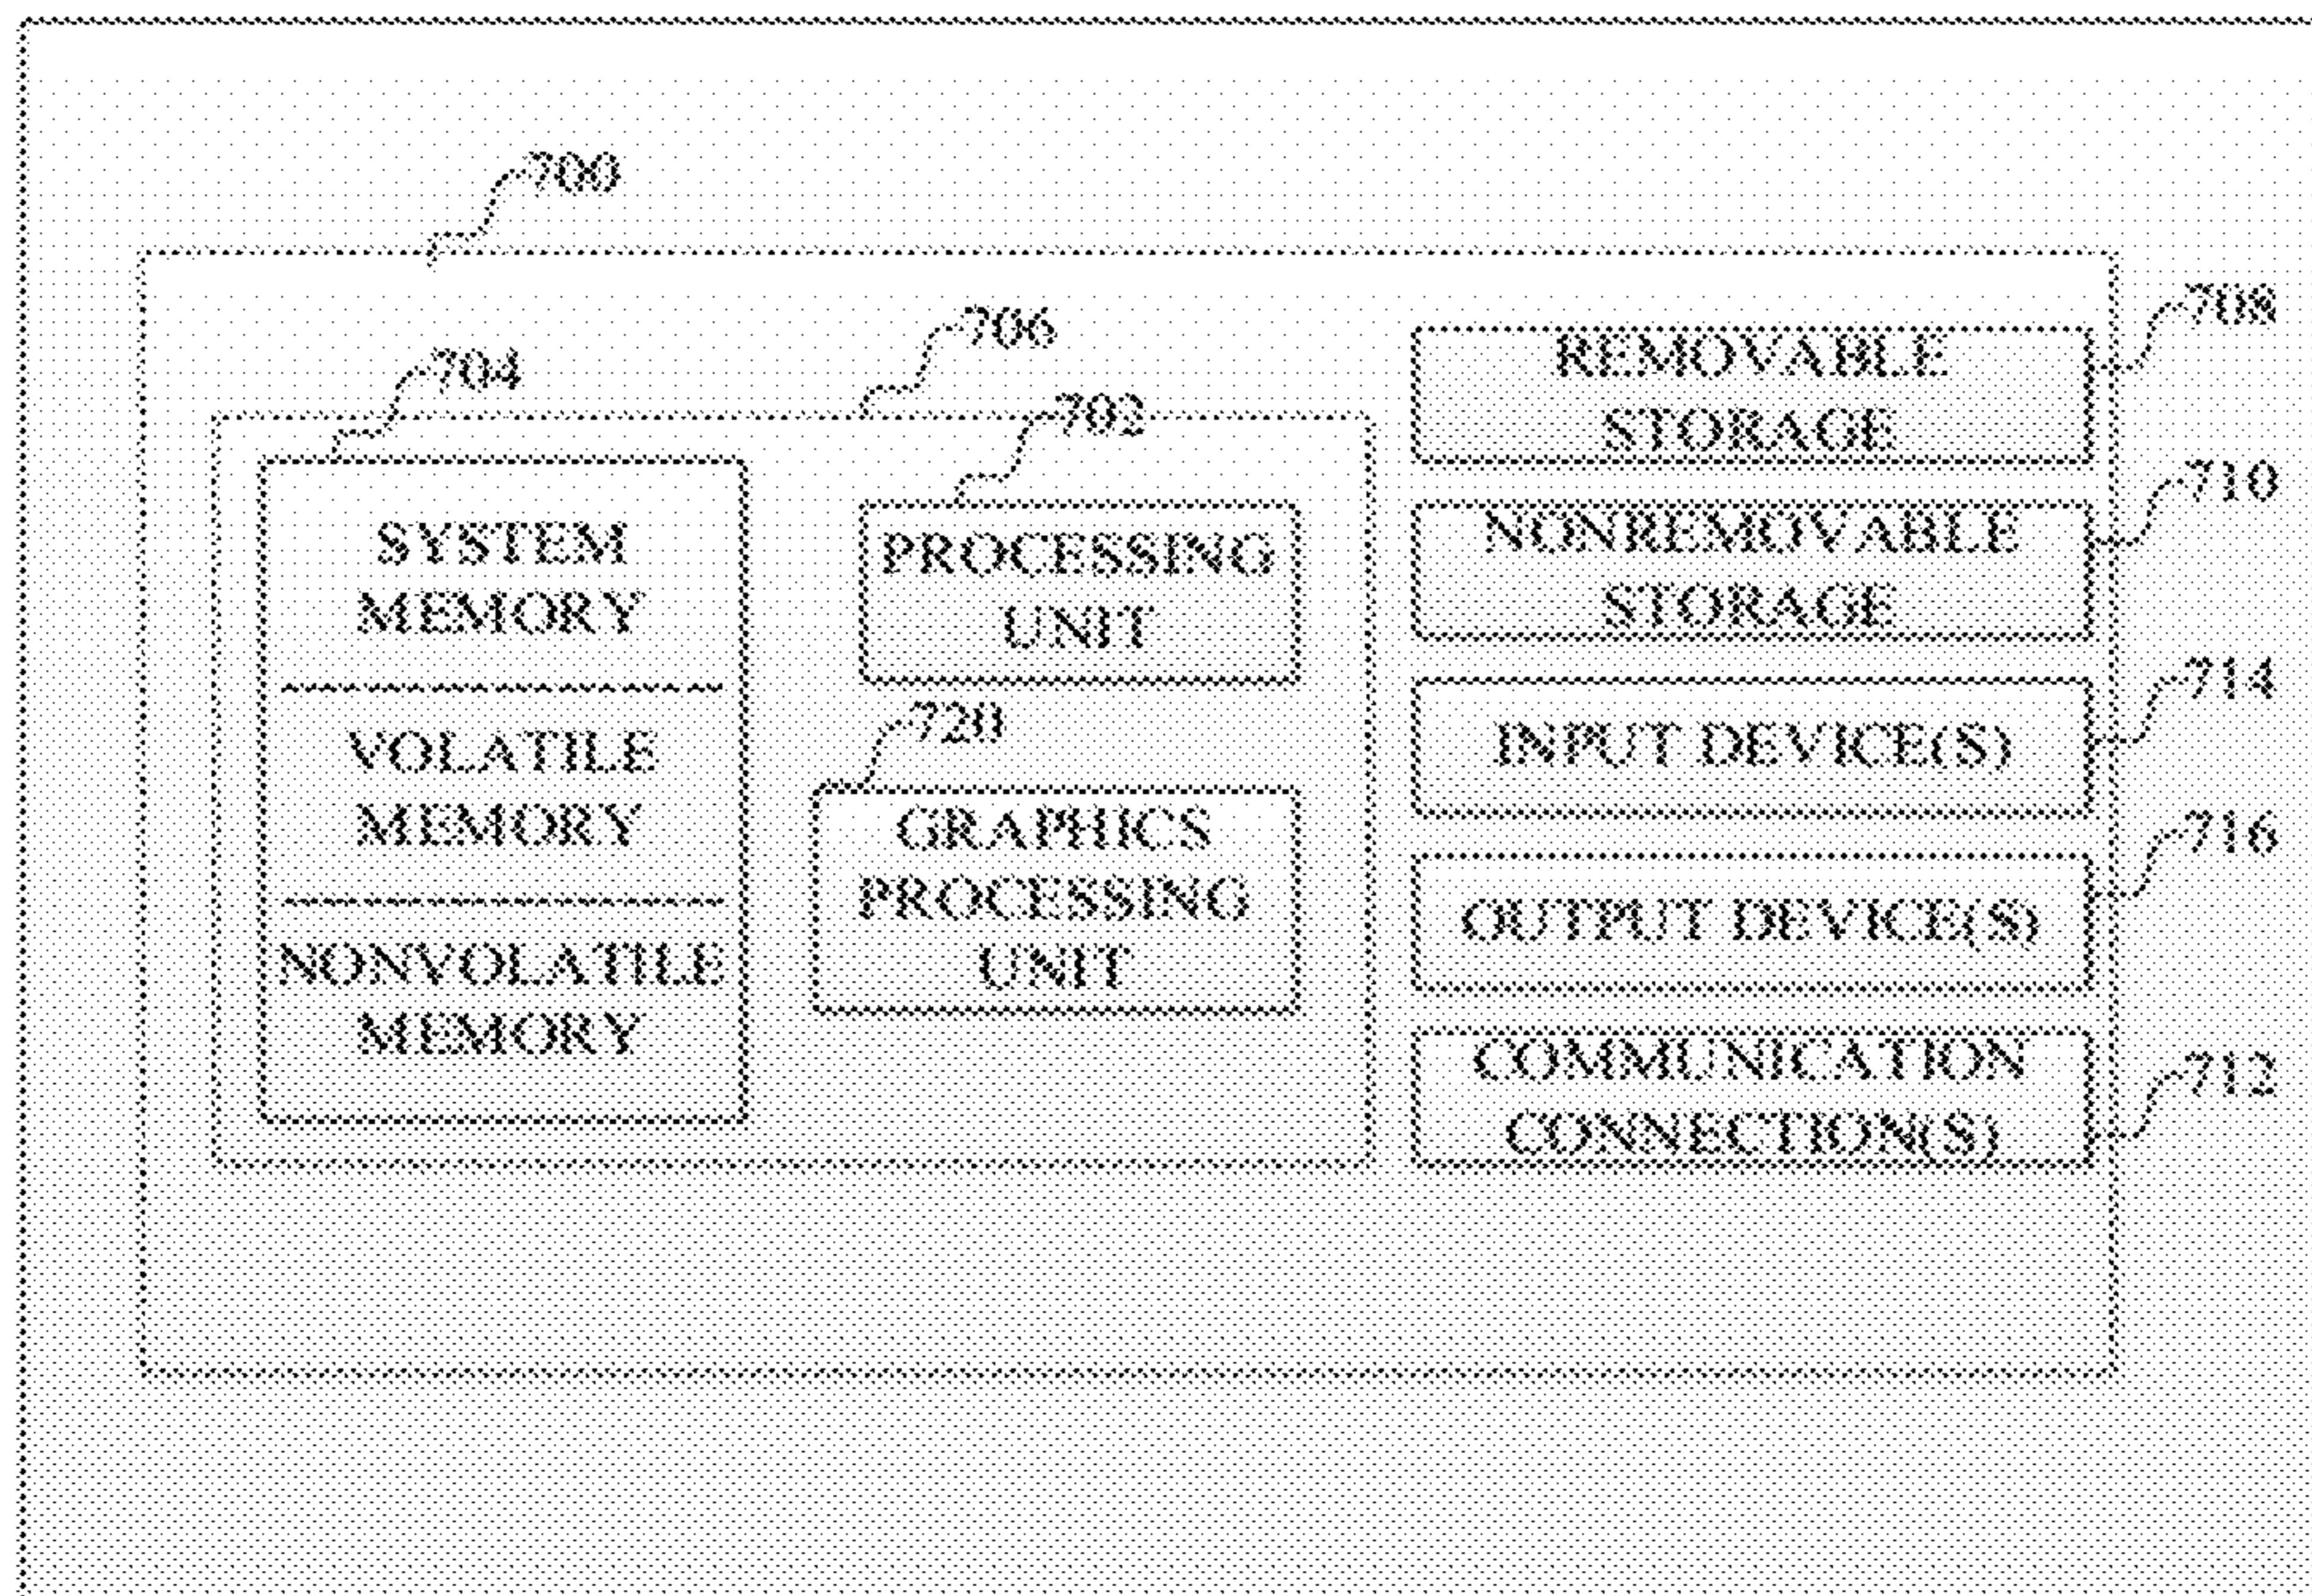 700
706
704
702
SYSTEM
MEMORY
VOLATILE
MEMORY
NONVOLATILE
MEMORY
PROCESSING
UNIT
720
GRAPHICS
PROCESSING
UNIT
708
REMOVABLE
STORAGE
710
NONREMOVABLE
STORAGE
714
INPUT DEVICE(S)
716
OUTPUT DEVICE(S)
712
COMMUNICATION
CONNECTION(S)